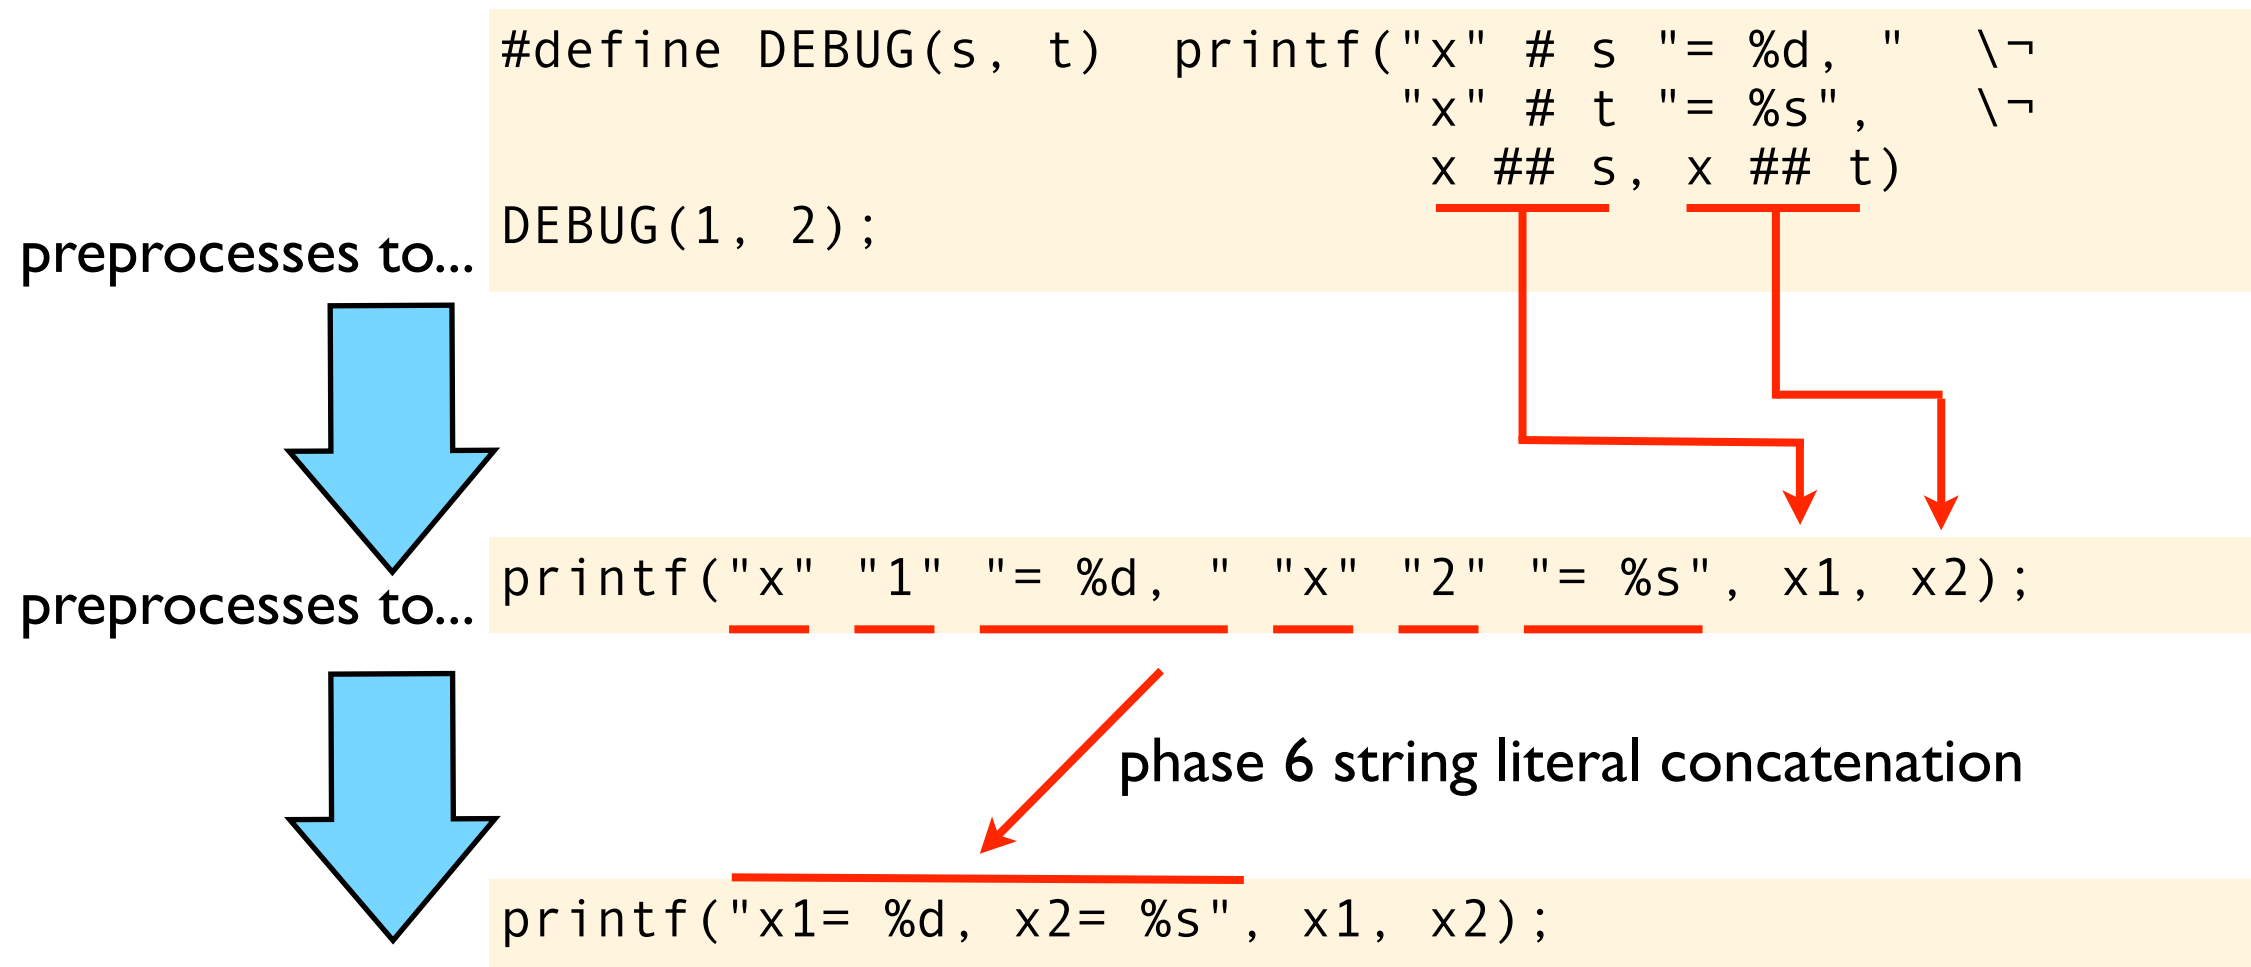 #define DEBUG(s, t)  printf("x" # s "= %d, "  \¬
"x" # t "= %s",   \¬
x ## s, x ## t)
DEBUG(1, 2);
preprocesses to...
printf("x" "1" "= %d, " "x" "2" "= %s", x1, x2);
preprocesses to...
phase 6 string literal concatenation
printf("x1= %d, x2= %s", x1, x2);